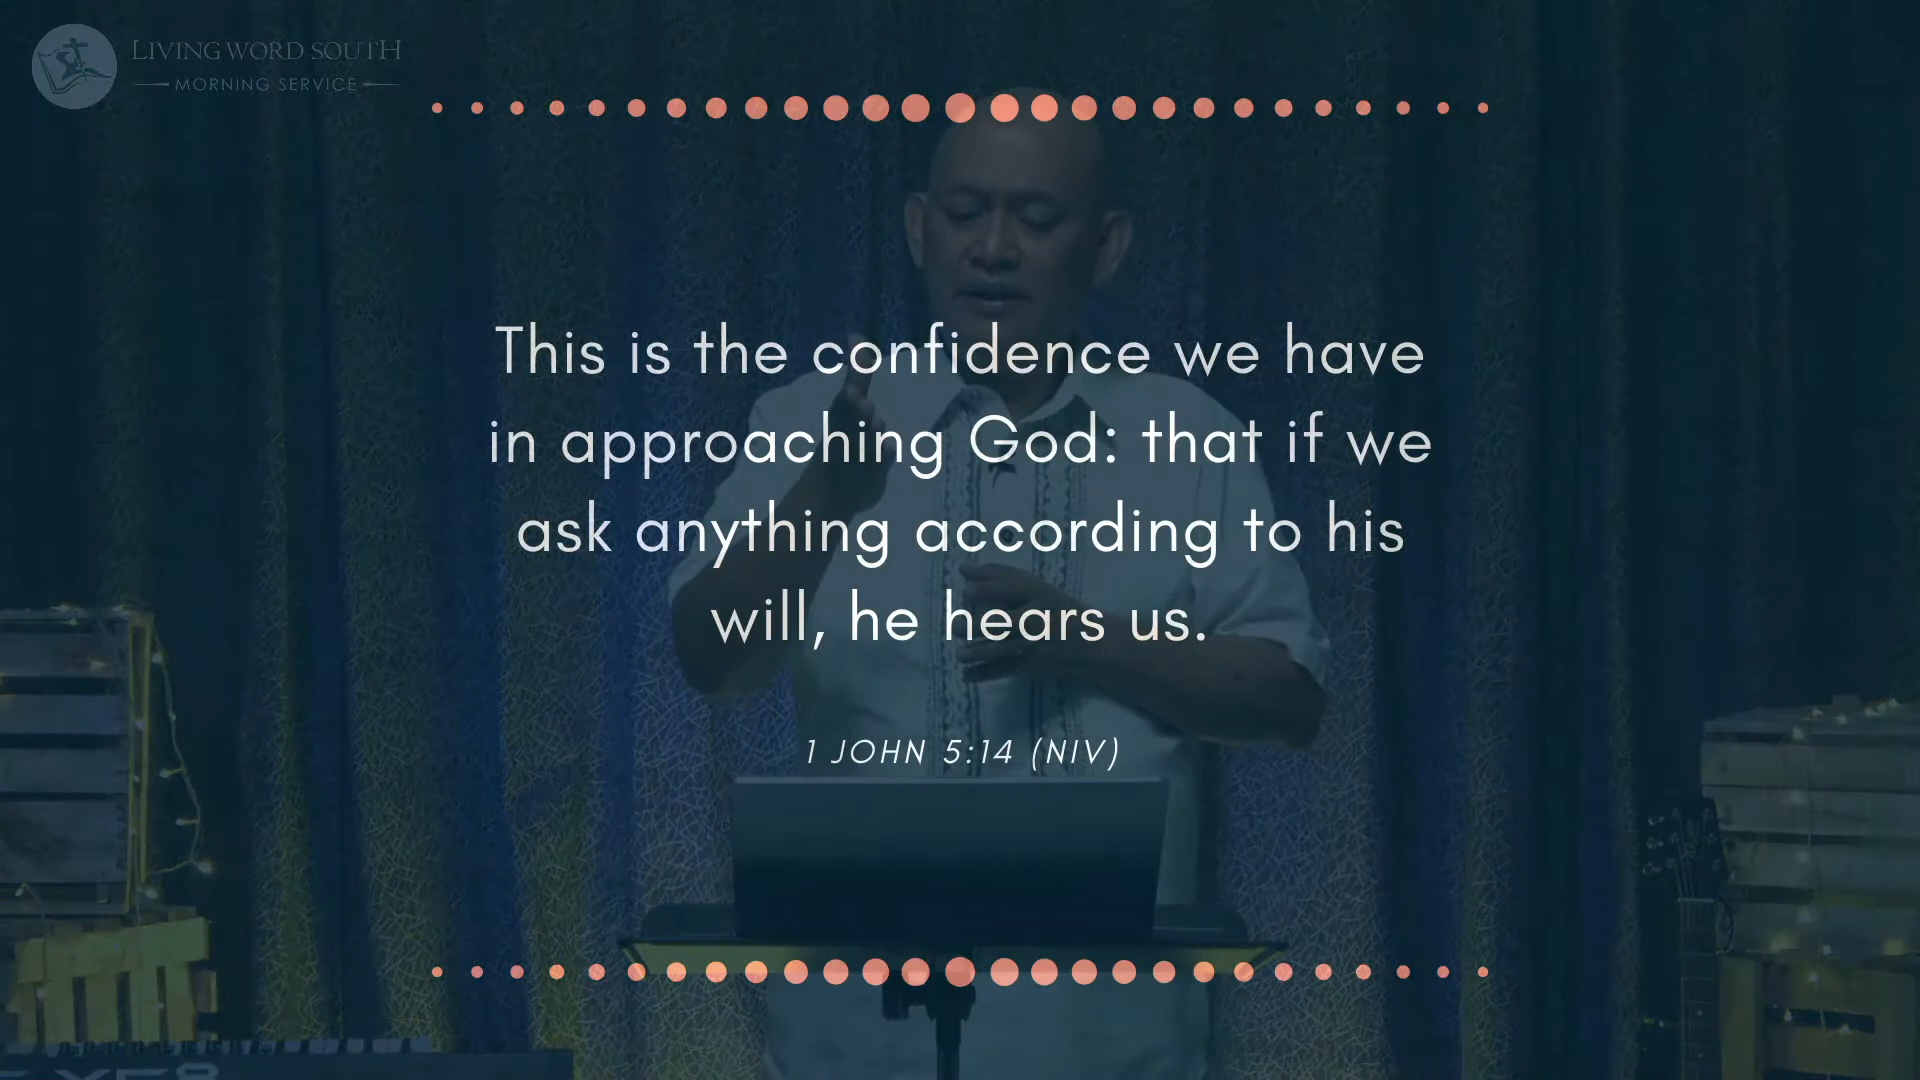 LIVING WORD SOUTH
MORNING SERVICE
This is the confidence we have
in approaching God: that if we
ask anything according to his
will, he hears us.
1 JOHN 5:14 (NIV)